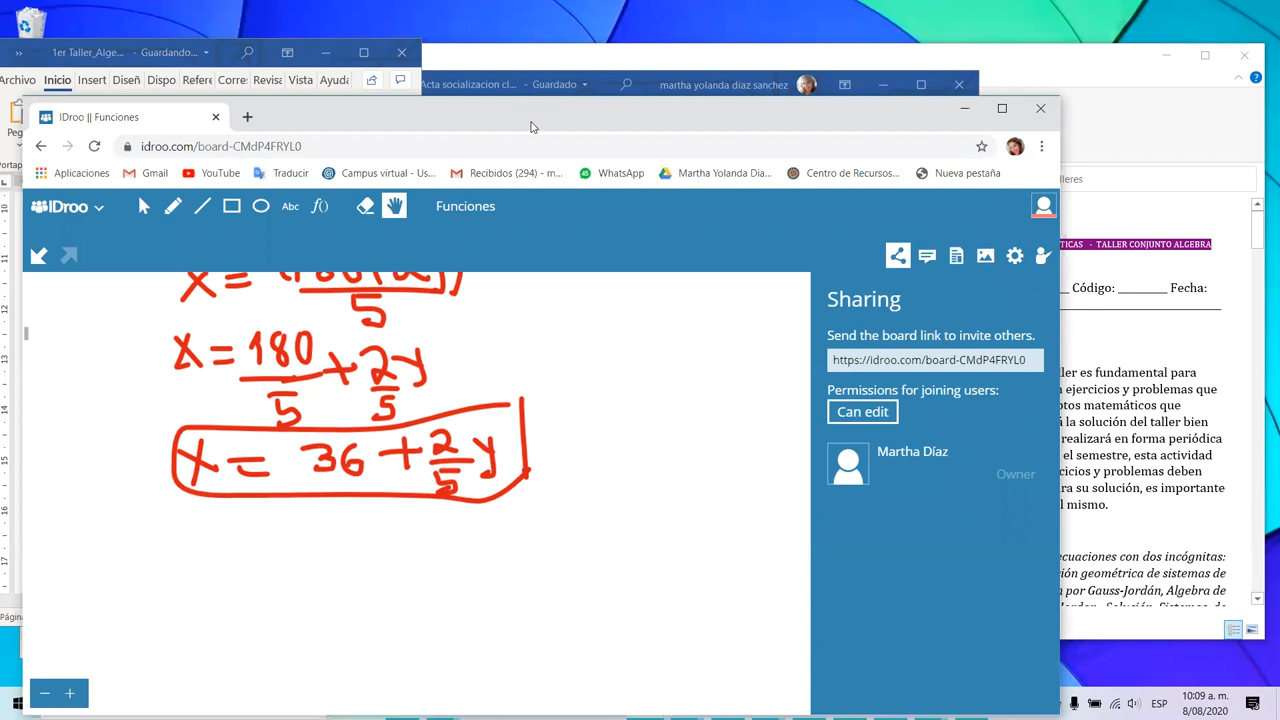 1er Taller_Alge... - Guardando...
Archivo Inicio Insert Diseñ Dispo Refere Corres Revisa Vista Ayuda
Acta socializacion cl... - Guardado
martha yolanda diaz sanchez
IDroo || Funciones
idroo.com/board-CMdP4FRYL0
Aplicaciones Gmail YouTube Traducir Campus virtual - Us... Recibidos (294) - m... WhatsApp Martha Yolanda Dia... Centro de Recursos... Nueva pestaña
IDroo Abc f() Funciones
X = 180/5 + 2/5 y
X = 36 + 2/5 y
Sharing
Send the board link to invite others.
https://idroo.com/board-CMdP4FRYL0
Permissions for joining users:
Can edit
Martha Díaz
Owner
lleres
TICAS - TALLER CONJUNTO ALGEBRA
Código: ________ Fecha:
ller es fundamental para
ejercicios y problemas que
ptos matemáticos que
la solución del taller bien
realizará en forma periódica
el semestre, esta actividad
cicios y problemas deben
ra su solución, es importante
l mismo.
ecuaciones con dos incógnitas:
ción geométrica de sistemas de
n por Gauss-Jordán, Algebra de
ESP
10:09 a. m.
8/08/2020